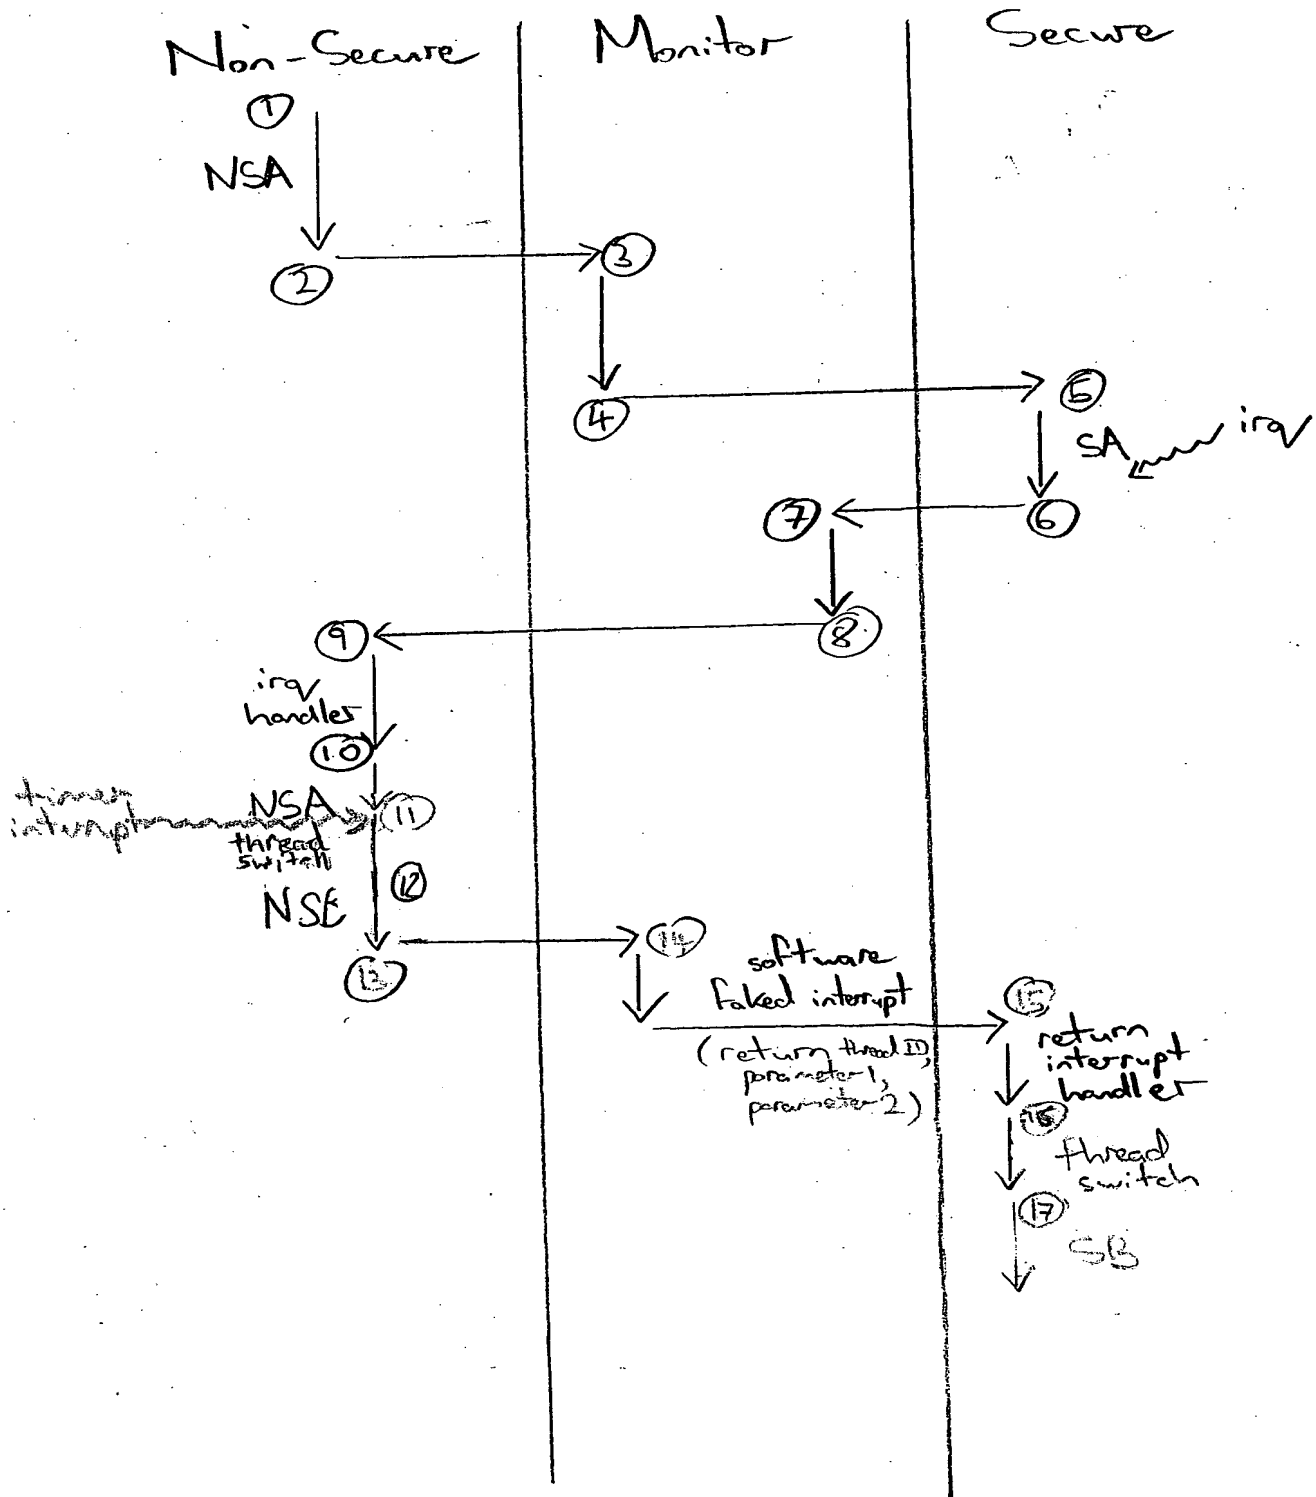 Non-Secure
Monitor
Secure
1
NSA
2
3
4
5
SA
irq
6
7
8
9
irq
handler
10
timer
interrupt
NSA
11
thread
switch
12
NSB
13
14
software
faked interrupt
(return thread ID,
parameter 1,
parameter 2)
15
return
interrupt
handler
16
thread
switch
17
SB